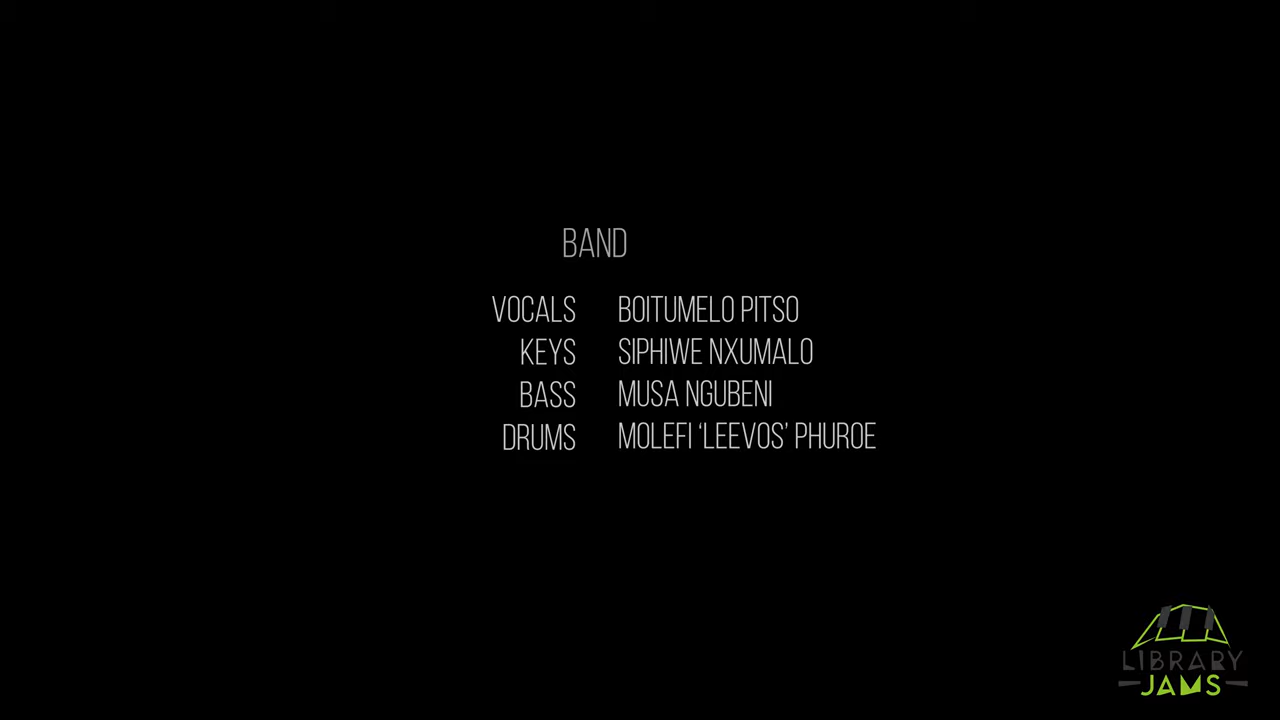 BAND
VOCALS BOITUMELO PITSO
KEYS SIPHIWE NXUMALO
BASS MUSA NGUBENI
DRUMS MOLEFI ‘LEEVOS’ PHUROE
LIBRARY
JAMS